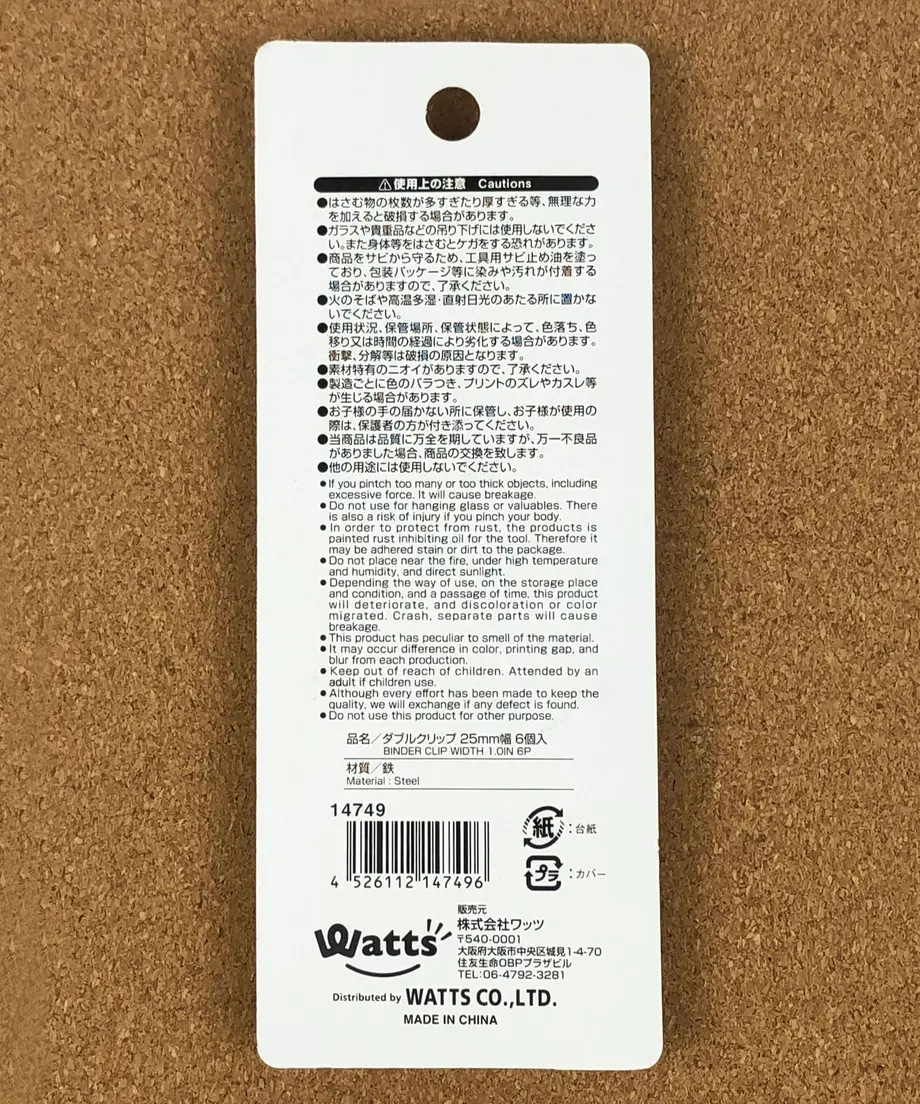 ⚠使用上の注意 Cautions
●はさむ物の枚数が多すぎたり厚すぎる等、無理な力
を加えると破損する場合があります。
●ガラスや貴重品などの吊り下げには使用しないでくださ
い。また身体等をはさむとケガをする恐れがあります。
●商品をサビから守るため、工具用サビ止め油を塗っ
ており、包装パッケージ等に染みや汚れが付着する
場合がありますので、了承ください。
●火のそばや高温多湿・直射日光のあたる所に置かな
いでください。
●使用状況、保管場所、保管状態によって、色落ち、色
移り又は時間の経過により劣化する場合があります。
衝撃、分解等は破損の原因となります。
●素材特有のニオイがありますので、了承ください。
●製造ごとに色のバラつき、プリントのズレやカスレ等
が生じる場合があります。
●お子様の手の届かない所に保管し、お子様が使用の
際は、保護者の方が付き添ってください。
●当商品は品質に万全を期していますが、万一不良品
がありました場合、商品の交換を致します。
●他の用途には使用しないでください。
●If you pintch too many or too thick objects, including
excessive force. It will cause breakage.
●Do not use for hanging glass or valuables. There
is also a risk of injury if you pinch your body.
●In order to protect from rust, the products is
painted rust inhibiting oil for the tool. Therefore it
may be adhered stain or dirt to the package.
●Do not place near the fire, under high temperature
and humidity, and direct sunlight.
●Depending the way of use, on the storage place
and condition, and a passage of time, this product
will deteriorate, and discoloration or color
migrated. Crash, separate parts will cause
breakage.
●This product has peculiar to smell of the material.
●It may occur difference in color, printing gap, and
blur from each production.
●Keep out of reach of children. Attended by an
adult if children use.
●Although every effort has been made to keep the
quality, we will exchange if any defect is found.
●Do not use this product for other purpose.
品名／ダブルクリップ 25mm幅 6個入
BINDER CLIP WIDTH 1.0IN 6P
材質／鉄
Material : Steel
14749
4 526112 147496
紙：台紙
プラ：カバー
Watts
販売元
株式会社ワッツ
〒540-0001
大阪府大阪市中央区城見1-4-70
住友生命OBPプラザビル
TEL:06-4792-3281
Distributed by WATTS CO.,LTD.
MADE IN CHINA